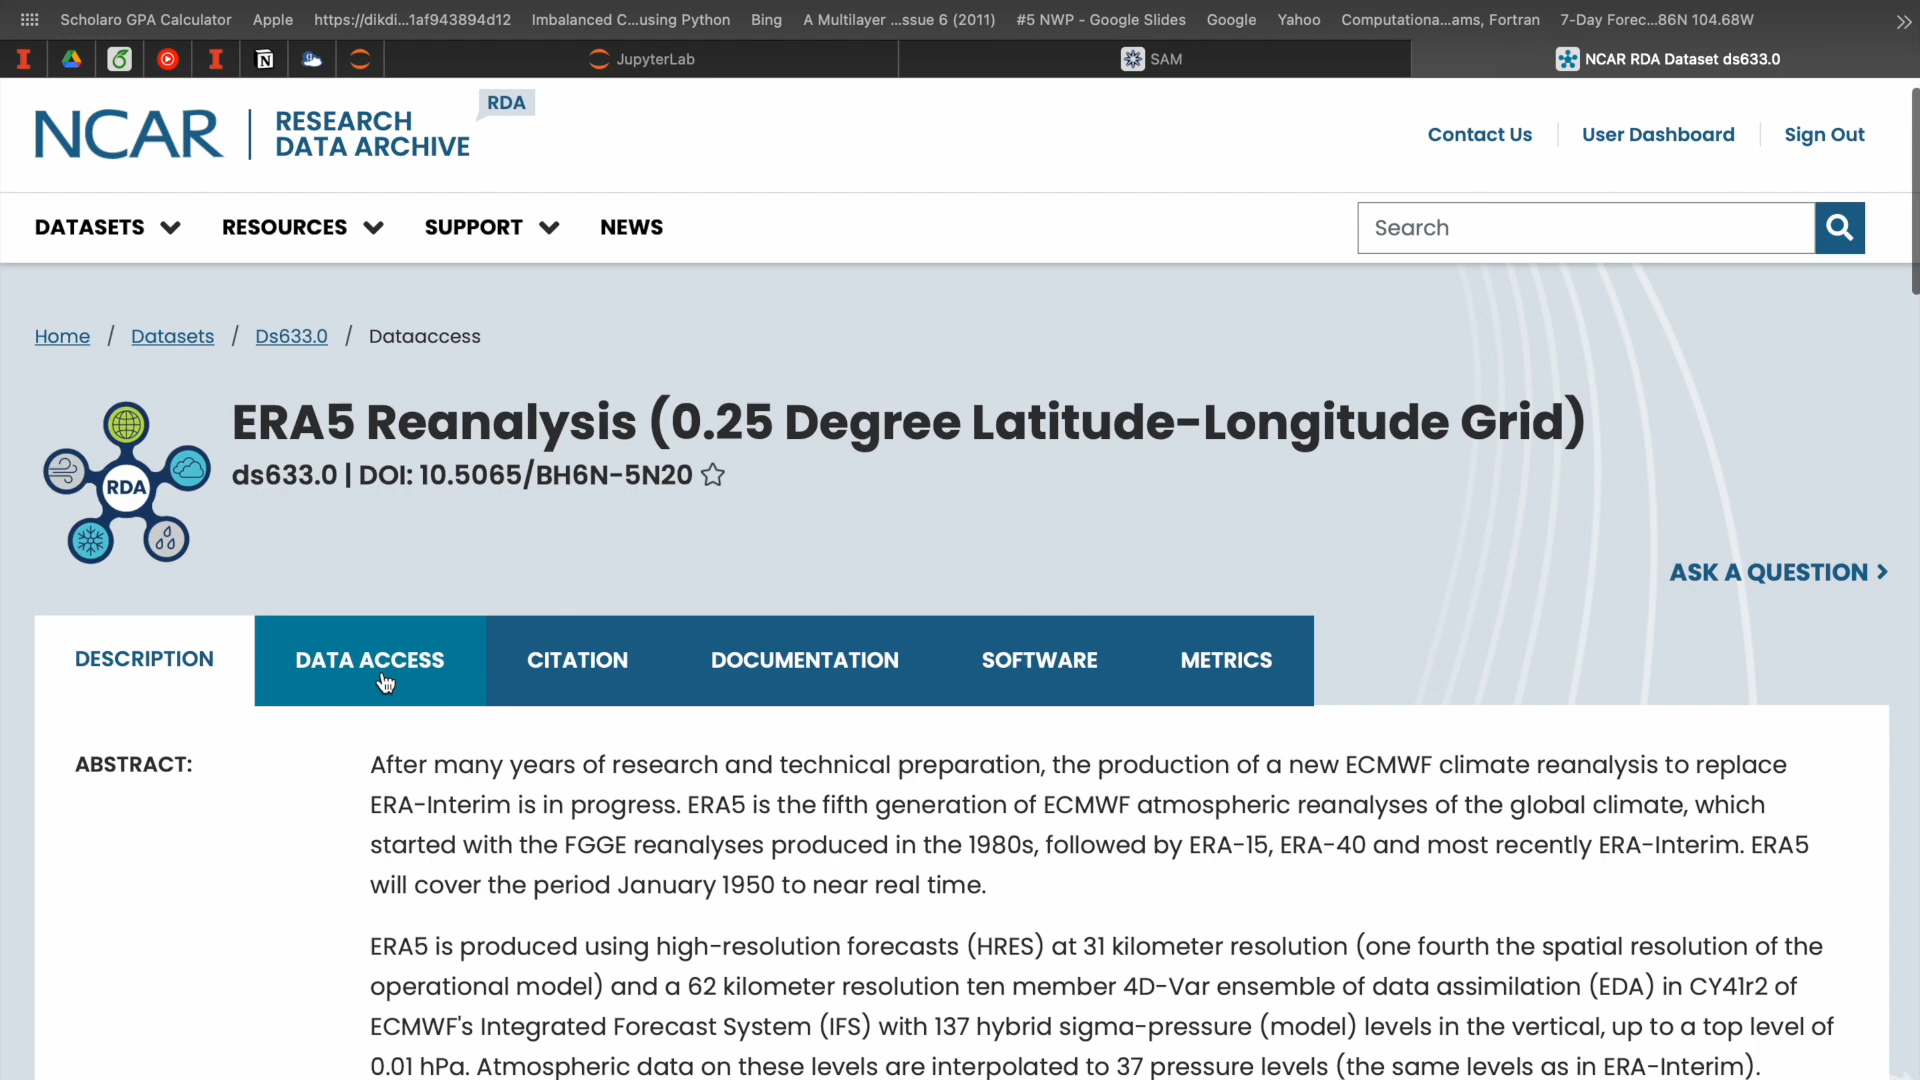 Scholaro GPA Calculator Apple https://dikdi...1af943894d12 Imbalanced C...using Python Bing A Multilayer ...ssue 6 (2011) #5 NWP - Google Slides Google Yahoo Computationa...ams, Fortran 7-Day Forec...86N 104.68W
JupyterLab SAM NCAR RDA Dataset ds633.0
RDA
NCAR RESEARCH
DATA ARCHIVE
Contact Us User Dashboard Sign Out
DATASETS RESOURCES SUPPORT NEWS Search
Home / Datasets / Ds633.0 / Dataaccess
ERA5 Reanalysis (0.25 Degree Latitude-Longitude Grid)
ds633.0 | DOI: 10.5065/BH6N-5N20
RDA
ASK A QUESTION >
DESCRIPTION DATA ACCESS CITATION DOCUMENTATION SOFTWARE METRICS
ABSTRACT: After many years of research and technical preparation, the production of a new ECMWF climate reanalysis to replace
ERA-Interim is in progress. ERA5 is the fifth generation of ECMWF atmospheric reanalyses of the global climate, which
started with the FGGE reanalyses produced in the 1980s, followed by ERA-15, ERA-40 and most recently ERA-Interim. ERA5
will cover the period January 1950 to near real time.
ERA5 is produced using high-resolution forecasts (HRES) at 31 kilometer resolution (one fourth the spatial resolution of the
operational model) and a 62 kilometer resolution ten member 4D-Var ensemble of data assimilation (EDA) in CY41r2 of
ECMWF's Integrated Forecast System (IFS) with 137 hybrid sigma-pressure (model) levels in the vertical, up to a top level of
0.01 hPa. Atmospheric data on these levels are interpolated to 37 pressure levels (the same levels as in ERA-Interim).